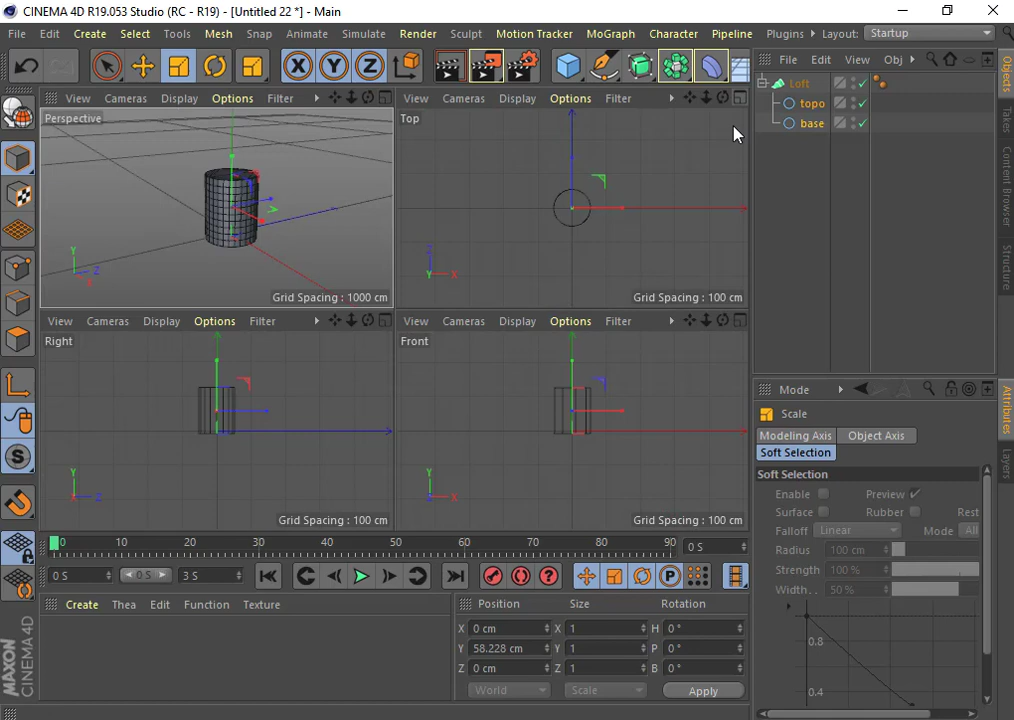 CINEMA 4D R19.053 Studio (RC - R19) - [Untitled 22 *] - Main
File Edit Create Select Tools Mesh Snap Animate Simulate Render Sculpt Motion Tracker MoGraph Character Pipeline Plugins Layout: Startup
X Y Z
File Edit View Obj
View Cameras Display Options Filter
View Cameras Display Options Filter
Loft
topo
base
Perspective
Top
Grid Spacing : 1000 cm
Grid Spacing : 100 cm
View Cameras Display Options Filter
View Cameras Display Options Filter
Right
Front
Grid Spacing : 100 cm
Grid Spacing : 100 cm
Objects
Takes
Content Browser
Structure
Mode
Attributes
Layers
Scale
Modeling Axis Object Axis
Soft Selection
Soft Selection
Enable Preview
Surface Rubber Rest
Falloff Linear Mode All
Radius 100 cm
Strength 100 %
Width . . 50 %
0.8
0.4
0 10 20 30 40 50 60 70 80 90 0 S
0 S 0 S 3 S
Create Thea Edit Function Texture
Position Size Rotation
X 0 cm X 1 H 0 °
Y 58.228 cm Y 1 P 0 °
Z 0 cm Z 1 B 0 °
World Scale Apply
MAXON
CINEMA 4D